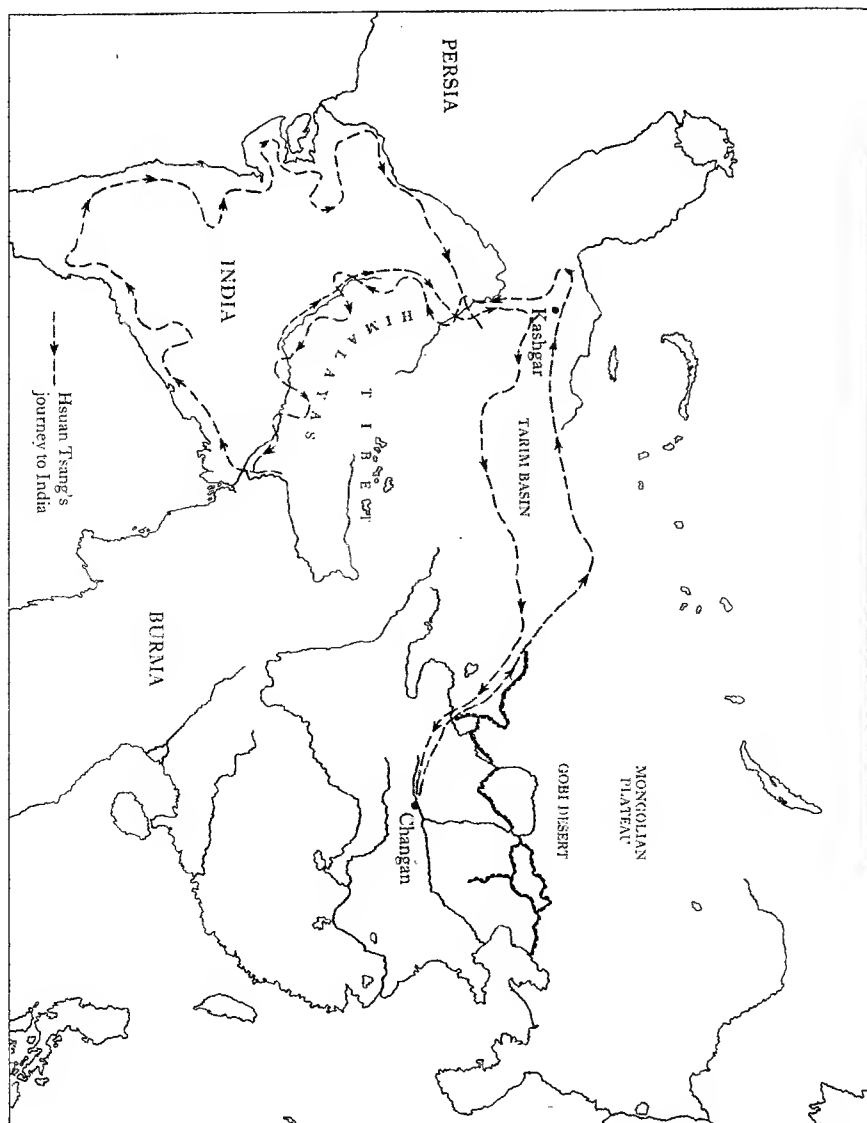 PERSIA
Kashgar
TARIM BASIN
MONGOLIAN
PLATEAU
GOBI DESERT
HIMALAYAS
TIBET
INDIA
Changan
BURMA
Hsuan Tsang's
journey to India